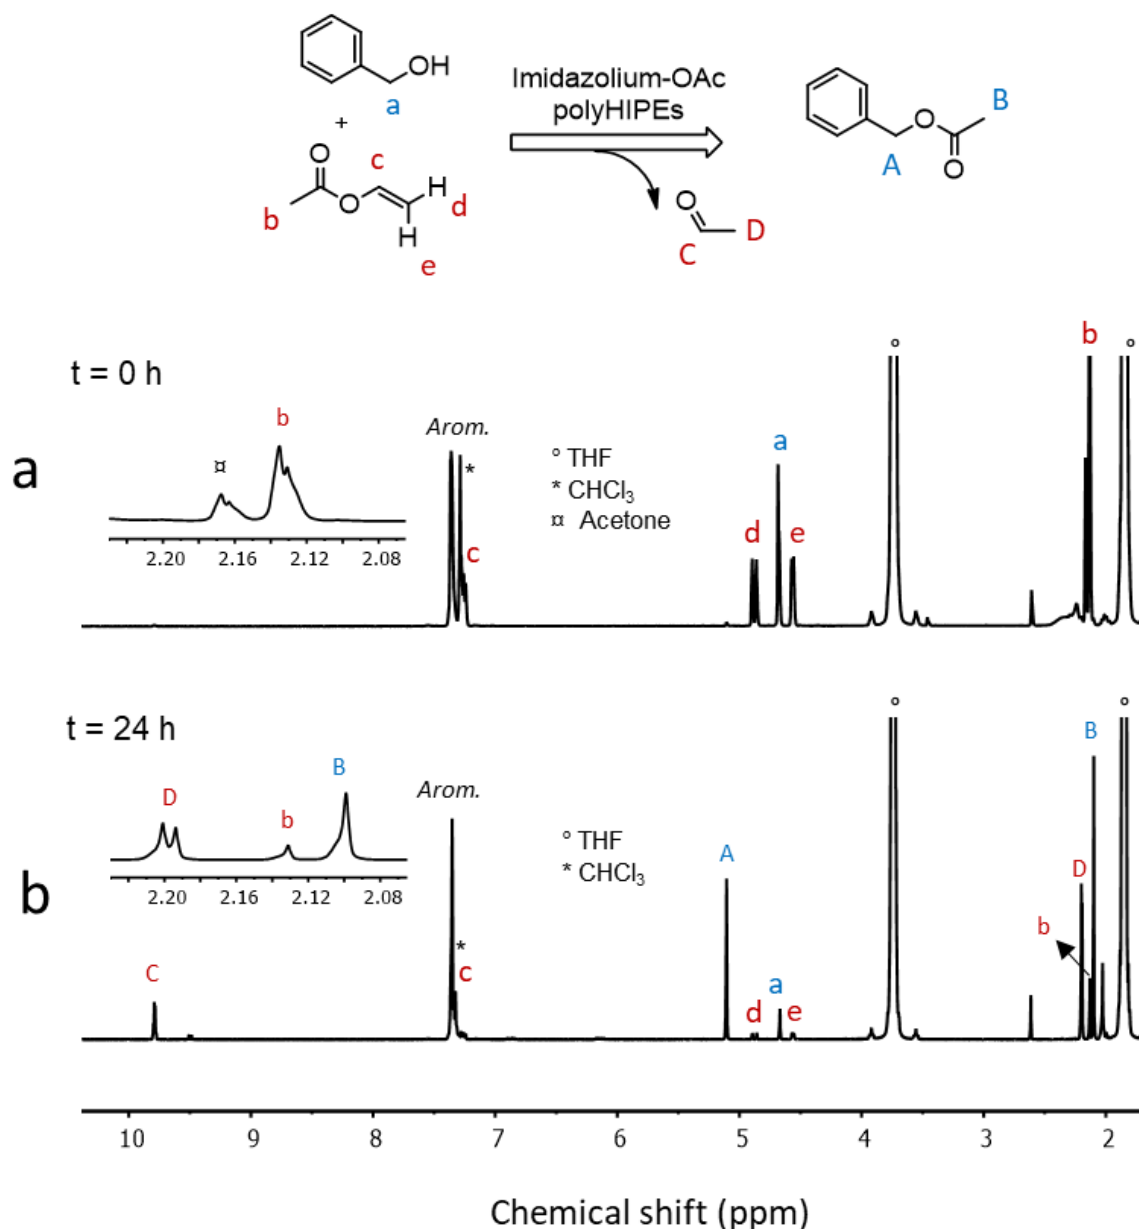 OH
a
+
O
O
c
H
b
d
H
e
Imidazolium-OAc
polyHIPEs
O
C
D
O
O
A
B
t = 0 h
a
b
¤
2.20 2.16 2.12 2.08
Arom.
*
c
° THF
* CHCl₃
¤ Acetone
d
a
e
°
b
°
t = 24 h
b
D
b
B
2.20 2.16 2.12 2.08
Arom.
*
c
C
° THF
* CHCl₃
A
d
a
e
°
b
D
B
°
10 9 8 7 6 5 4 3 2
Chemical shift (ppm)